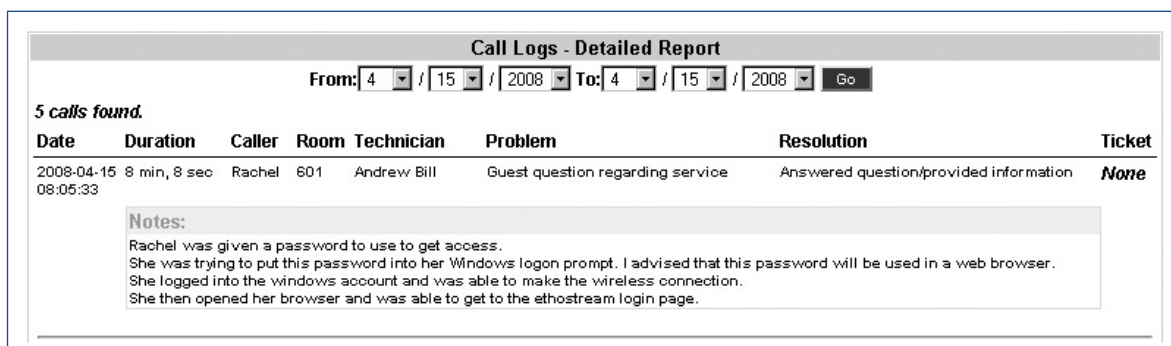 Call Logs - Detailed Report
From: 4 / 15 / 2008 To: 4 / 15 / 2008 Go
5 calls found.
Date Duration Caller Room Technician Problem Resolution Ticket
2008-04-15 8 min, 8 sec Rachel 601 Andrew Bill Guest question regarding service Answered question/provided information None
08:05:33
Notes:
Rachel was given a password to use to get access.
She was trying to put this password into her Windows logon prompt. I advised that this password will be used in a web browser.
She logged into the windows account and was able to make the wireless connection.
She then opened her browser and was able to get to the ethostream login page.